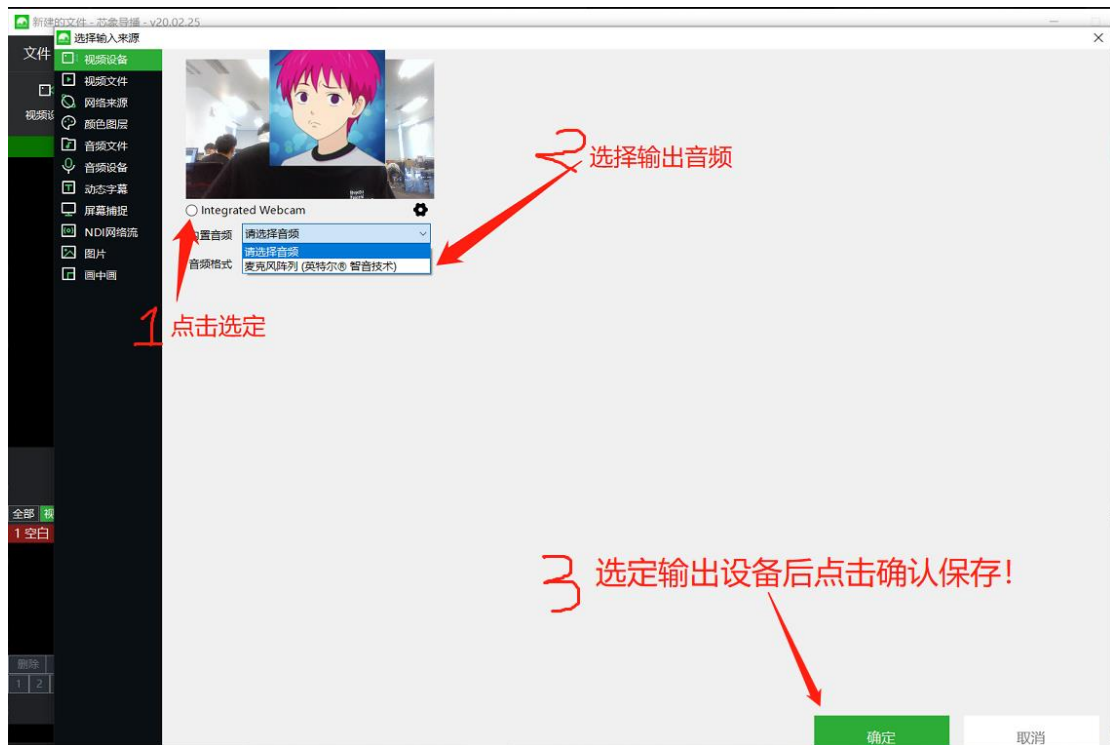 新建的文件 - 芯象导播 - v20.02.25
选择输入来源
文件
视频设备
视频文件
网络来源
颜色图层
音频文件
音频设备
动态字幕
屏幕捕捉
NDI网络流
图片
画中画
全部
1 空白
删除
1 2
Integrated Webcam
内置音频 请选择音频
请选择音频
音频格式 麦克风阵列 (英特尔® 智音技术)
1 点击选定
2 选择输出音频
3 选定输出设备后点击确认保存!
确定 取消